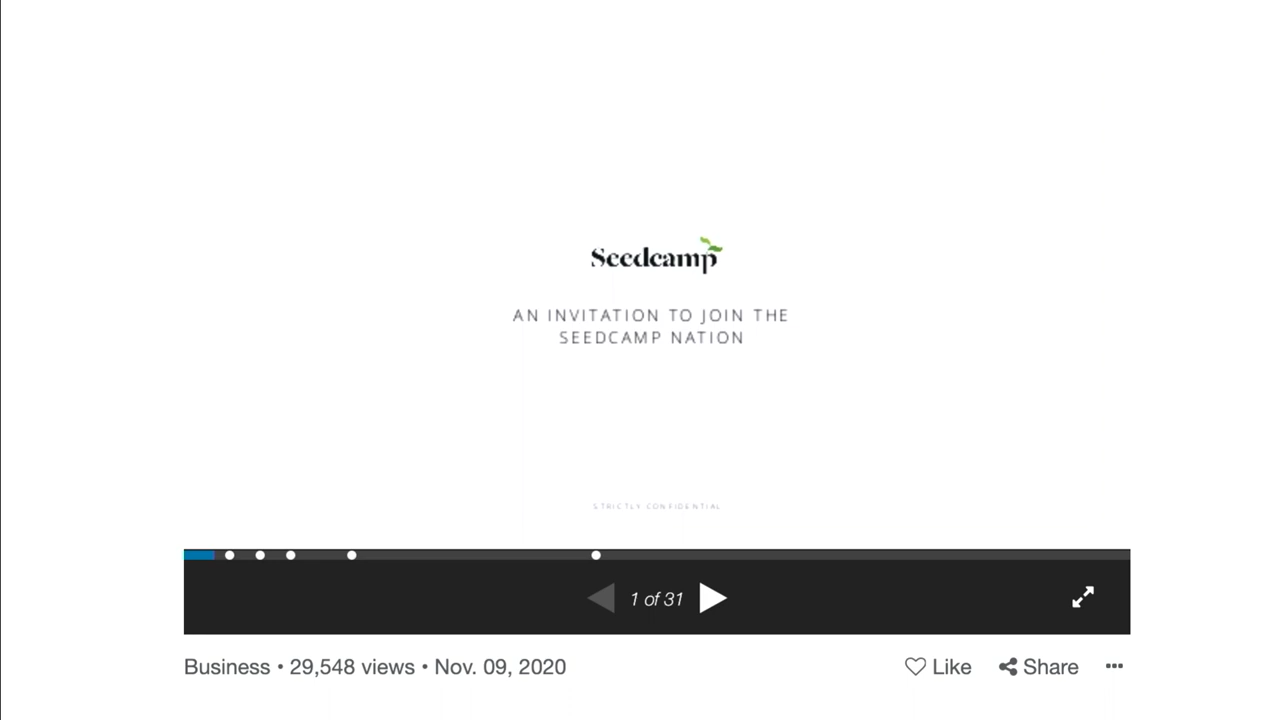 Seedcamp
AN INVITATION TO JOIN THE
SEEDCAMP NATION
STRICTLY CONFIDENTIAL
1 of 31
Business • 29,548 views • Nov. 09, 2020
Like
Share